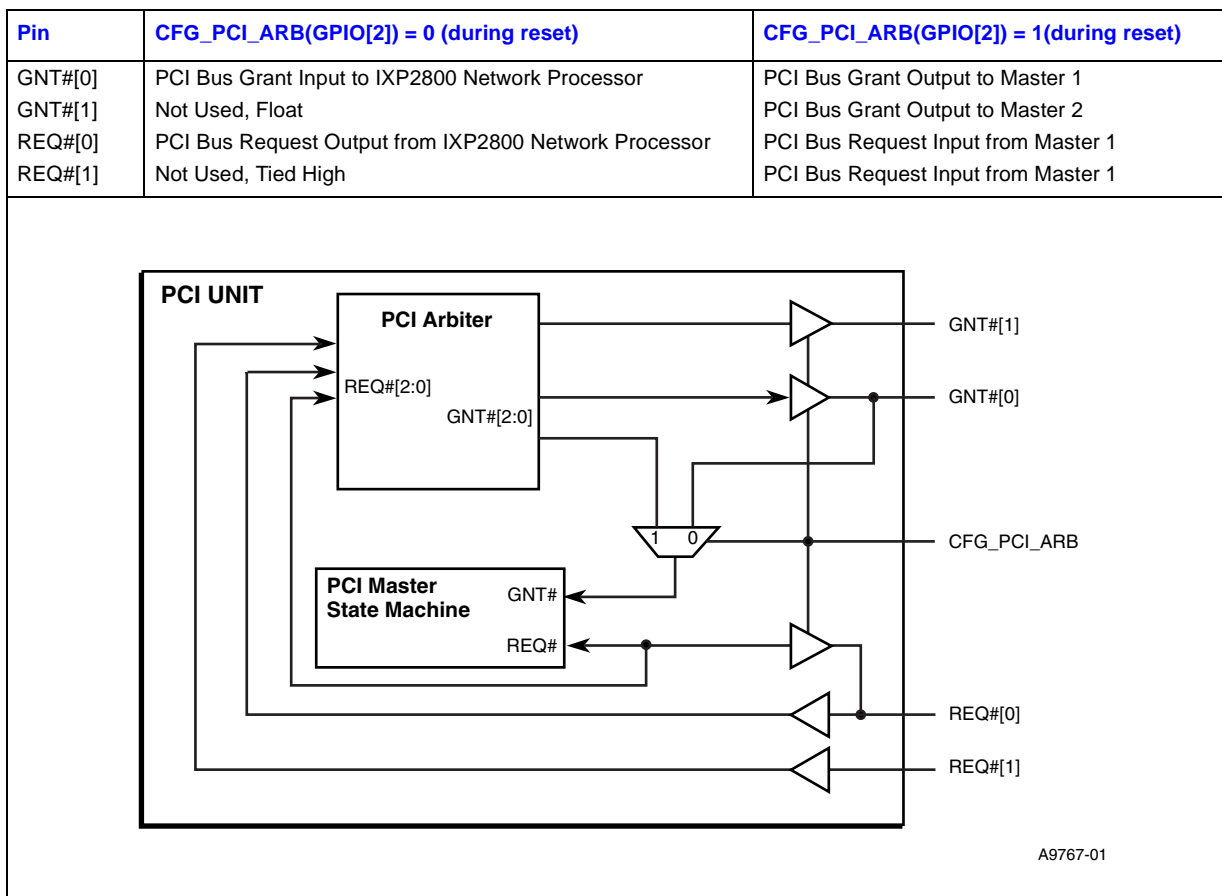 Pin CFG_PCI_ARB(GPIO[2]) = 0 (during reset) CFG_PCI_ARB(GPIO[2]) = 1(during reset)
GNT#[0] PCI Bus Grant Input to IXP2800 Network Processor PCI Bus Grant Output to Master 1
GNT#[1] Not Used, Float PCI Bus Grant Output to Master 2
REQ#[0] PCI Bus Request Output from IXP2800 Network Processor PCI Bus Request Input from Master 1
REQ#[1] Not Used, Tied High PCI Bus Request Input from Master 1
PCI UNIT
PCI Arbiter
GNT#[1]
REQ#[2:0]
GNT#[0]
GNT#[2:0]
1 0
CFG_PCI_ARB
PCI Master
State Machine
GNT#
REQ#
REQ#[0]
REQ#[1]
A9767-01